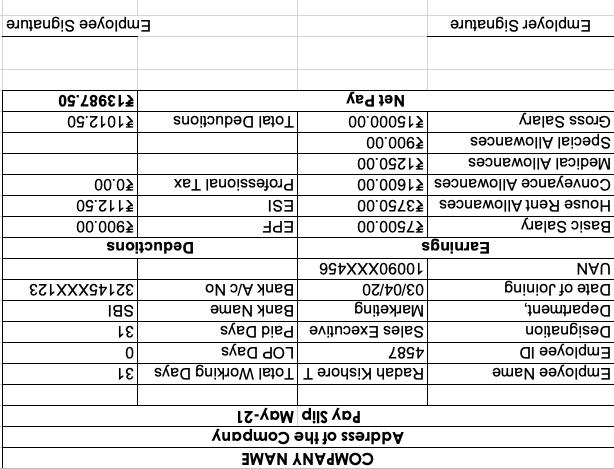 COMPANY NAME
Address of the Company
Pay Slip May-21
Employee Name Radah Kishore T Total Working Days 31
Employee ID 4587 LOP Days 0
Designation Sales Executive Paid Days 31
Department, Marketing Bank Name SBI
Date of Joining 03/04/20 Bank A/c No 32145XXX123
UAN 10090XXX456
Earnings Deductions
Basic Salary ₹7500.00 EPF ₹900.00
House Rent Allowances ₹3750.00 ESI ₹112.50
Conveyance Allowances ₹1600.00 Professional Tax ₹0.00
Medical Allowances ₹1250.00
Special Allowances ₹900.00
Gross Salary ₹15000.00 Total Deductions ₹1012.50
Net Pay ₹13987.50
Employer Signature Employee Signature